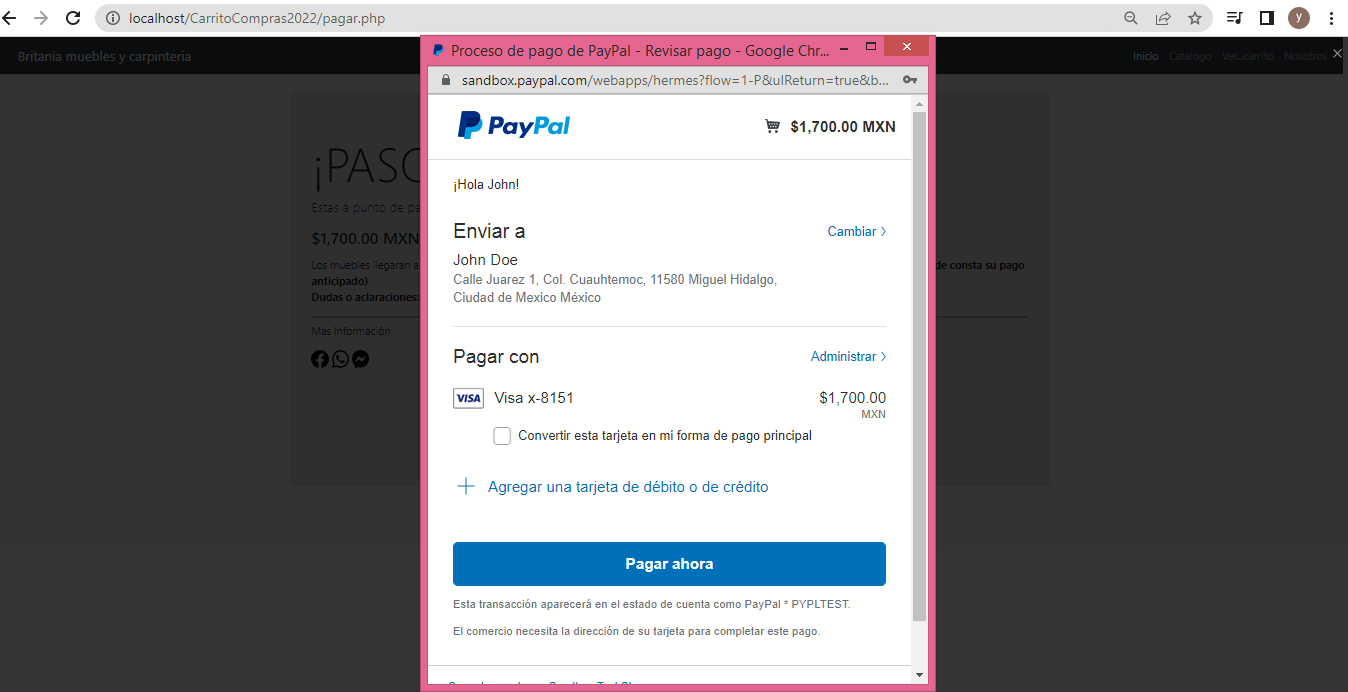 localhost/CarritoCompras2022/pagar.php
y
Britania muebles y carpinteria
Inicio Catalogo Ver...carrito Nosotros
Proceso de pago de PayPal - Revisar pago - Google Chr...
sandbox.paypal.com/webapps/hermes?flow=1-P&ulReturn=true&b...
PayPal
$1,700.00 MXN
¡Hola John!
Enviar a
Cambiar
John Doe
Calle Juarez 1, Col. Cuauhtemoc, 11580 Miguel Hidalgo,
Ciudad de Mexico México
Pagar con
Administrar
VISA Visa x-8151
$1,700.00
MXN
Convertir esta tarjeta en mi forma de pago principal
Agregar una tarjeta de débito o de crédito
Pagar ahora
Esta transacción aparecerá en el estado de cuenta como PayPal * PYPLTEST.
El comercio necesita la dirección de su tarjeta para completar este pago.
¡PASO
Estas a punto de pa
$1,700.00 MXN
Los muebles llegaran a
de consta su pago
anticipado)
Dudas o aclaraciones:
Mas Información